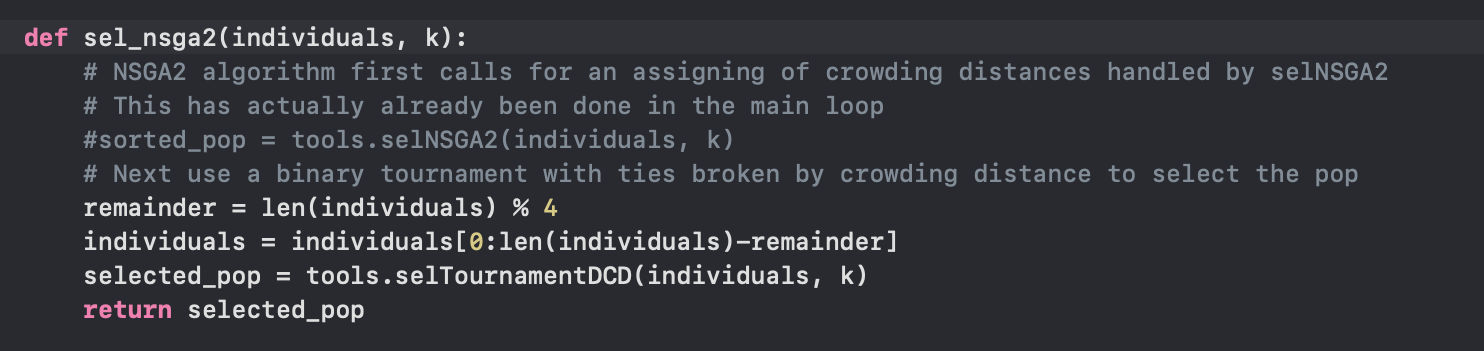 def sel_nsga2(individuals, k):
    # NSGA2 algorithm first calls for an assigning of crowding distances handled by selNSGA2
    # This has actually already been done in the main loop
    #sorted_pop = tools.selNSGA2(individuals, k)
    # Next use a binary tournament with ties broken by crowding distance to select the pop
    remainder = len(individuals) % 4
    individuals = individuals[0:len(individuals)-remainder]
    selected_pop = tools.selTournamentDCD(individuals, k)
    return selected_pop